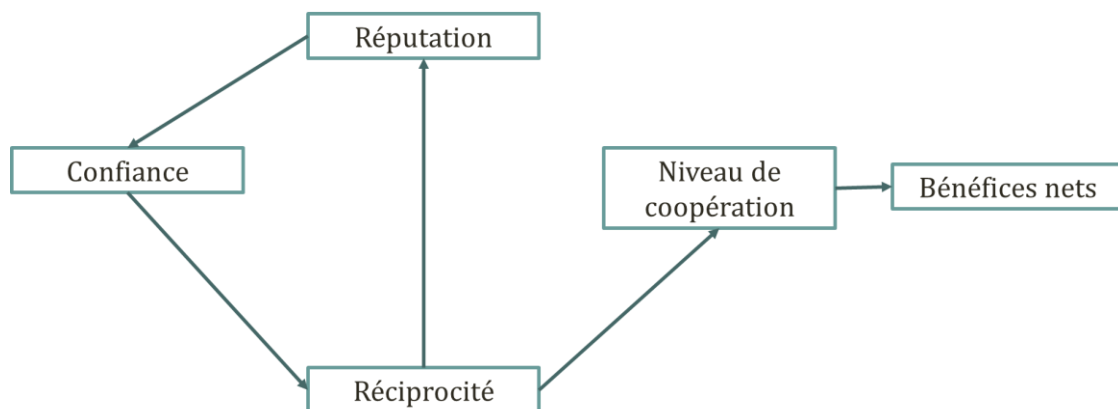 Réputation
Confiance
Niveau de
coopération
Bénéfices nets
Réciprocité